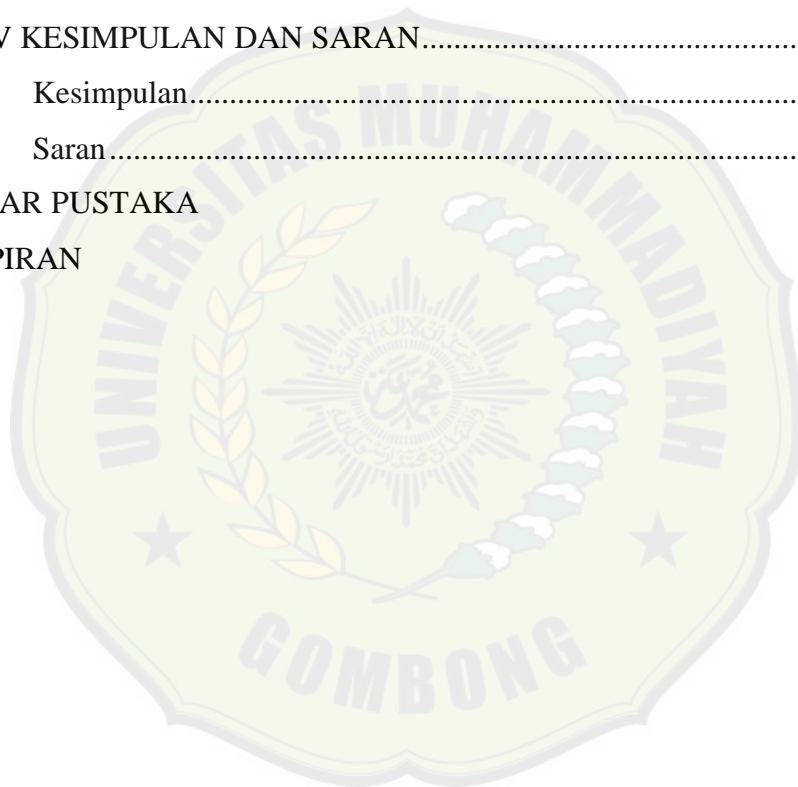 V KESIMPULAN DAN SARAN....................................................
Kesimpulan....................................................................................
Saran..............................................................................................
AR PUSTAKA
PIRAN
UNIVERSITAS MUHAMMADIYAH
GOMBONG